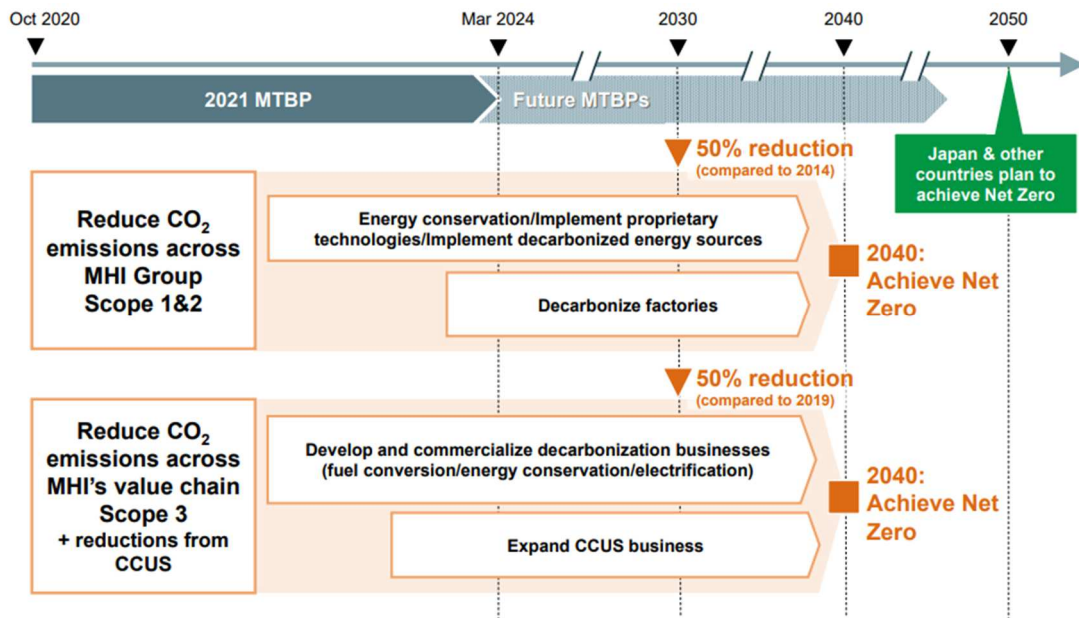 Oct 2020
Mar 2024
2030
2040
2050
2021 MTBP
Future MTBPs
Japan & other
countries plan to
achieve Net Zero
50% reduction
(compared to 2014)
Reduce CO₂
emissions across
MHI Group
Scope 1&2
Energy conservation/Implement proprietary
technologies/Implement decarbonized energy sources
Decarbonize factories
2040:
Achieve Net
Zero
50% reduction
(compared to 2019)
Reduce CO₂
emissions across
MHI's value chain
Scope 3
+ reductions from
CCUS
Develop and commercialize decarbonization businesses
(fuel conversion/energy conservation/electrification)
Expand CCUS business
2040:
Achieve Net
Zero